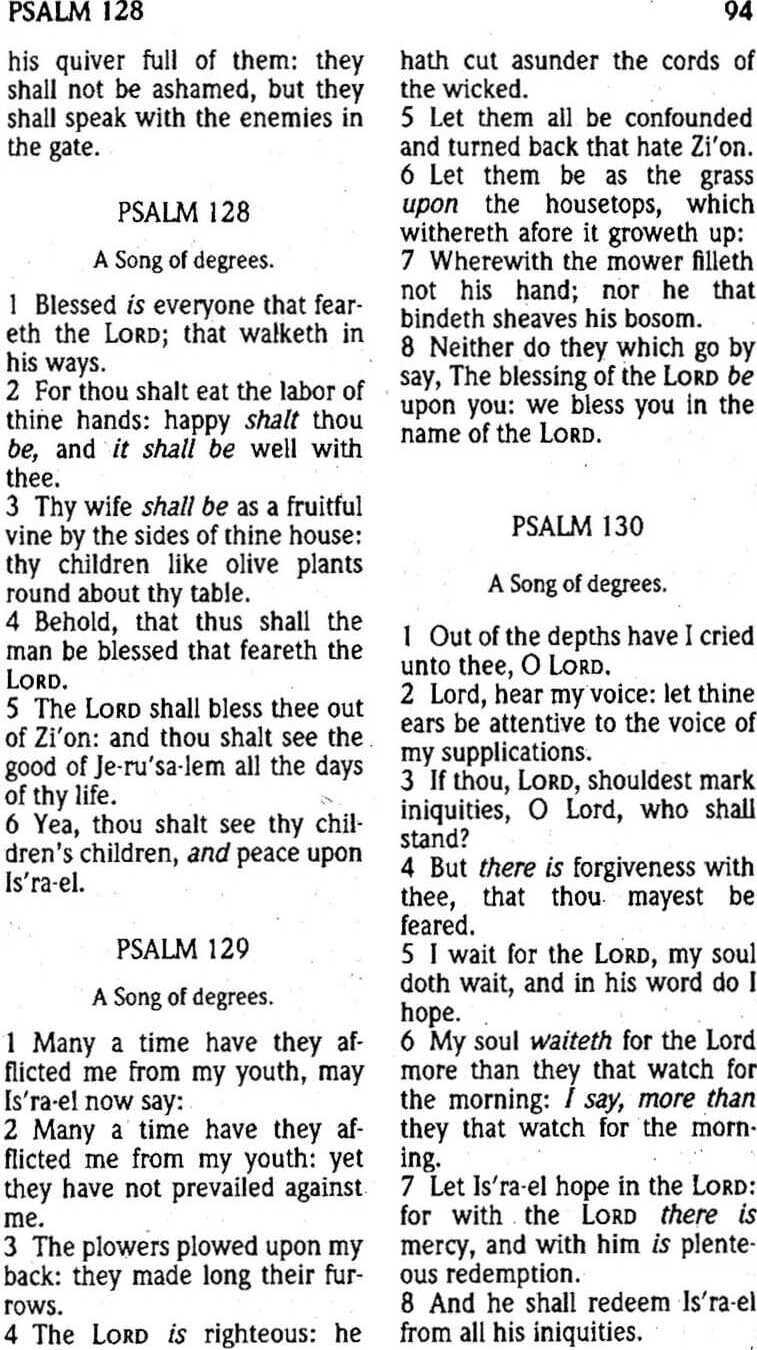 PSALM 128
94
his quiver full of them: they
shall not be ashamed, but they
shall speak with the enemies in
the gate.
PSALM 128
A Song of degrees.
1 Blessed is everyone that fear-
eth the LORD; that walketh in
his ways.
2 For thou shalt eat the labor of
thine hands: happy shalt thou
be, and it shall be well with
thee.
3 Thy wife shall be as a fruitful
vine by the sides of thine house:
thy children like olive plants
round about thy table.
4 Behold, that thus shall the
man be blessed that feareth the
LORD.
5 The LORD shall bless thee out
of Zi'on: and thou shalt see the
good of Je-ru'sa-lem all the days
of thy life.
6 Yea, thou shalt see thy chil-
dren's children, and peace upon
Is'ra-el.
PSALM 129
A Song of degrees.
1 Many a time have they af-
flicted me from my youth, may
Is'ra-el now say:
2 Many a time have they af-
flicted me from my youth: yet
they have not prevailed against
me.
3 The plowers plowed upon my
back: they made long their fur-
rows.
4 The LORD is righteous: he
hath cut asunder the cords of
the wicked.
5 Let them all be confounded
and turned back that hate Zi'on.
6 Let them be as the grass
upon the housetops, which
withereth afore it groweth up:
7 Wherewith the mower filleth
not his hand; nor he that
bindeth sheaves his bosom.
8 Neither do they which go by
say, The blessing of the LORD be
upon you: we bless you in the
name of the LORD.
PSALM 130
A Song of degrees.
1 Out of the depths have I cried
unto thee, O LORD.
2 Lord, hear my voice: let thine
ears be attentive to the voice of
my supplications.
3 If thou, LORD, shouldest mark
iniquities, O Lord, who shall
stand?
4 But there is forgiveness with
thee, that thou mayest be
feared.
5 I wait for the LORD, my soul
doth wait, and in his word do I
hope.
6 My soul waiteth for the Lord
more than they that watch for
the morning: I say, more than
they that watch for the morn-
ing.
7 Let Is'ra-el hope in the LORD:
for with the LORD there is
mercy, and with him is plente-
ous redemption.
8 And he shall redeem Is'ra-el
from all his iniquities.